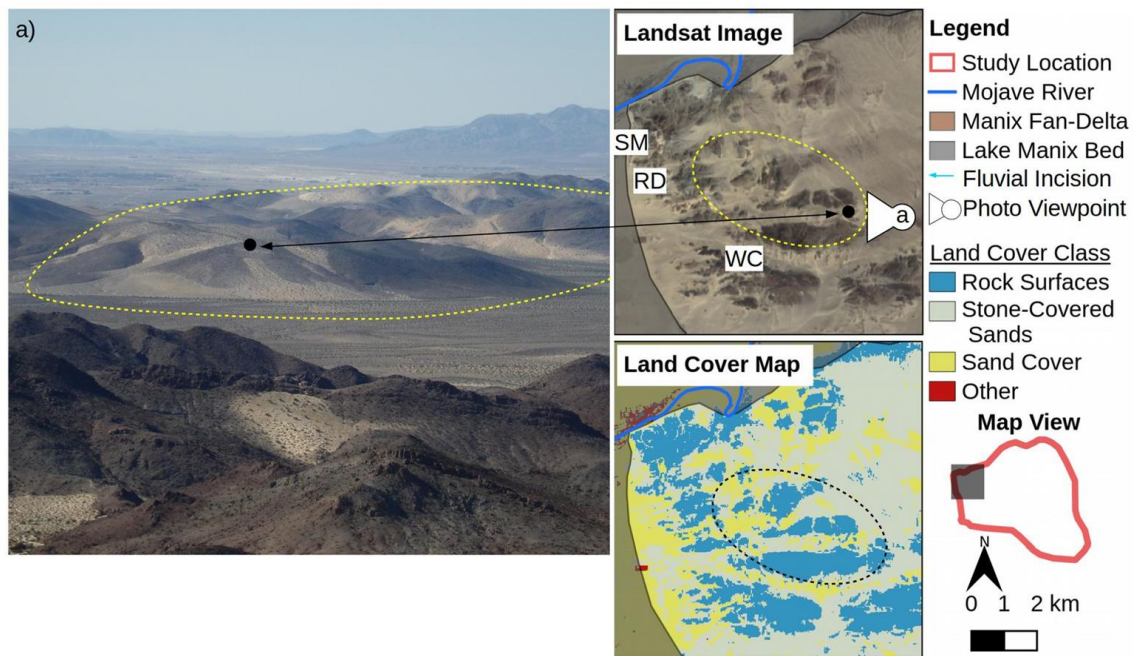 a)
Landsat Image
SM
RD
WC
a
Land Cover Map
Legend
Study Location
Mojave River
Manix Fan-Delta
Lake Manix Bed
Fluvial Incision
Photo Viewpoint
Land Cover Class
Rock Surfaces
Stone-Covered
Sands
Sand Cover
Other
Map View
N
0 1 2 km